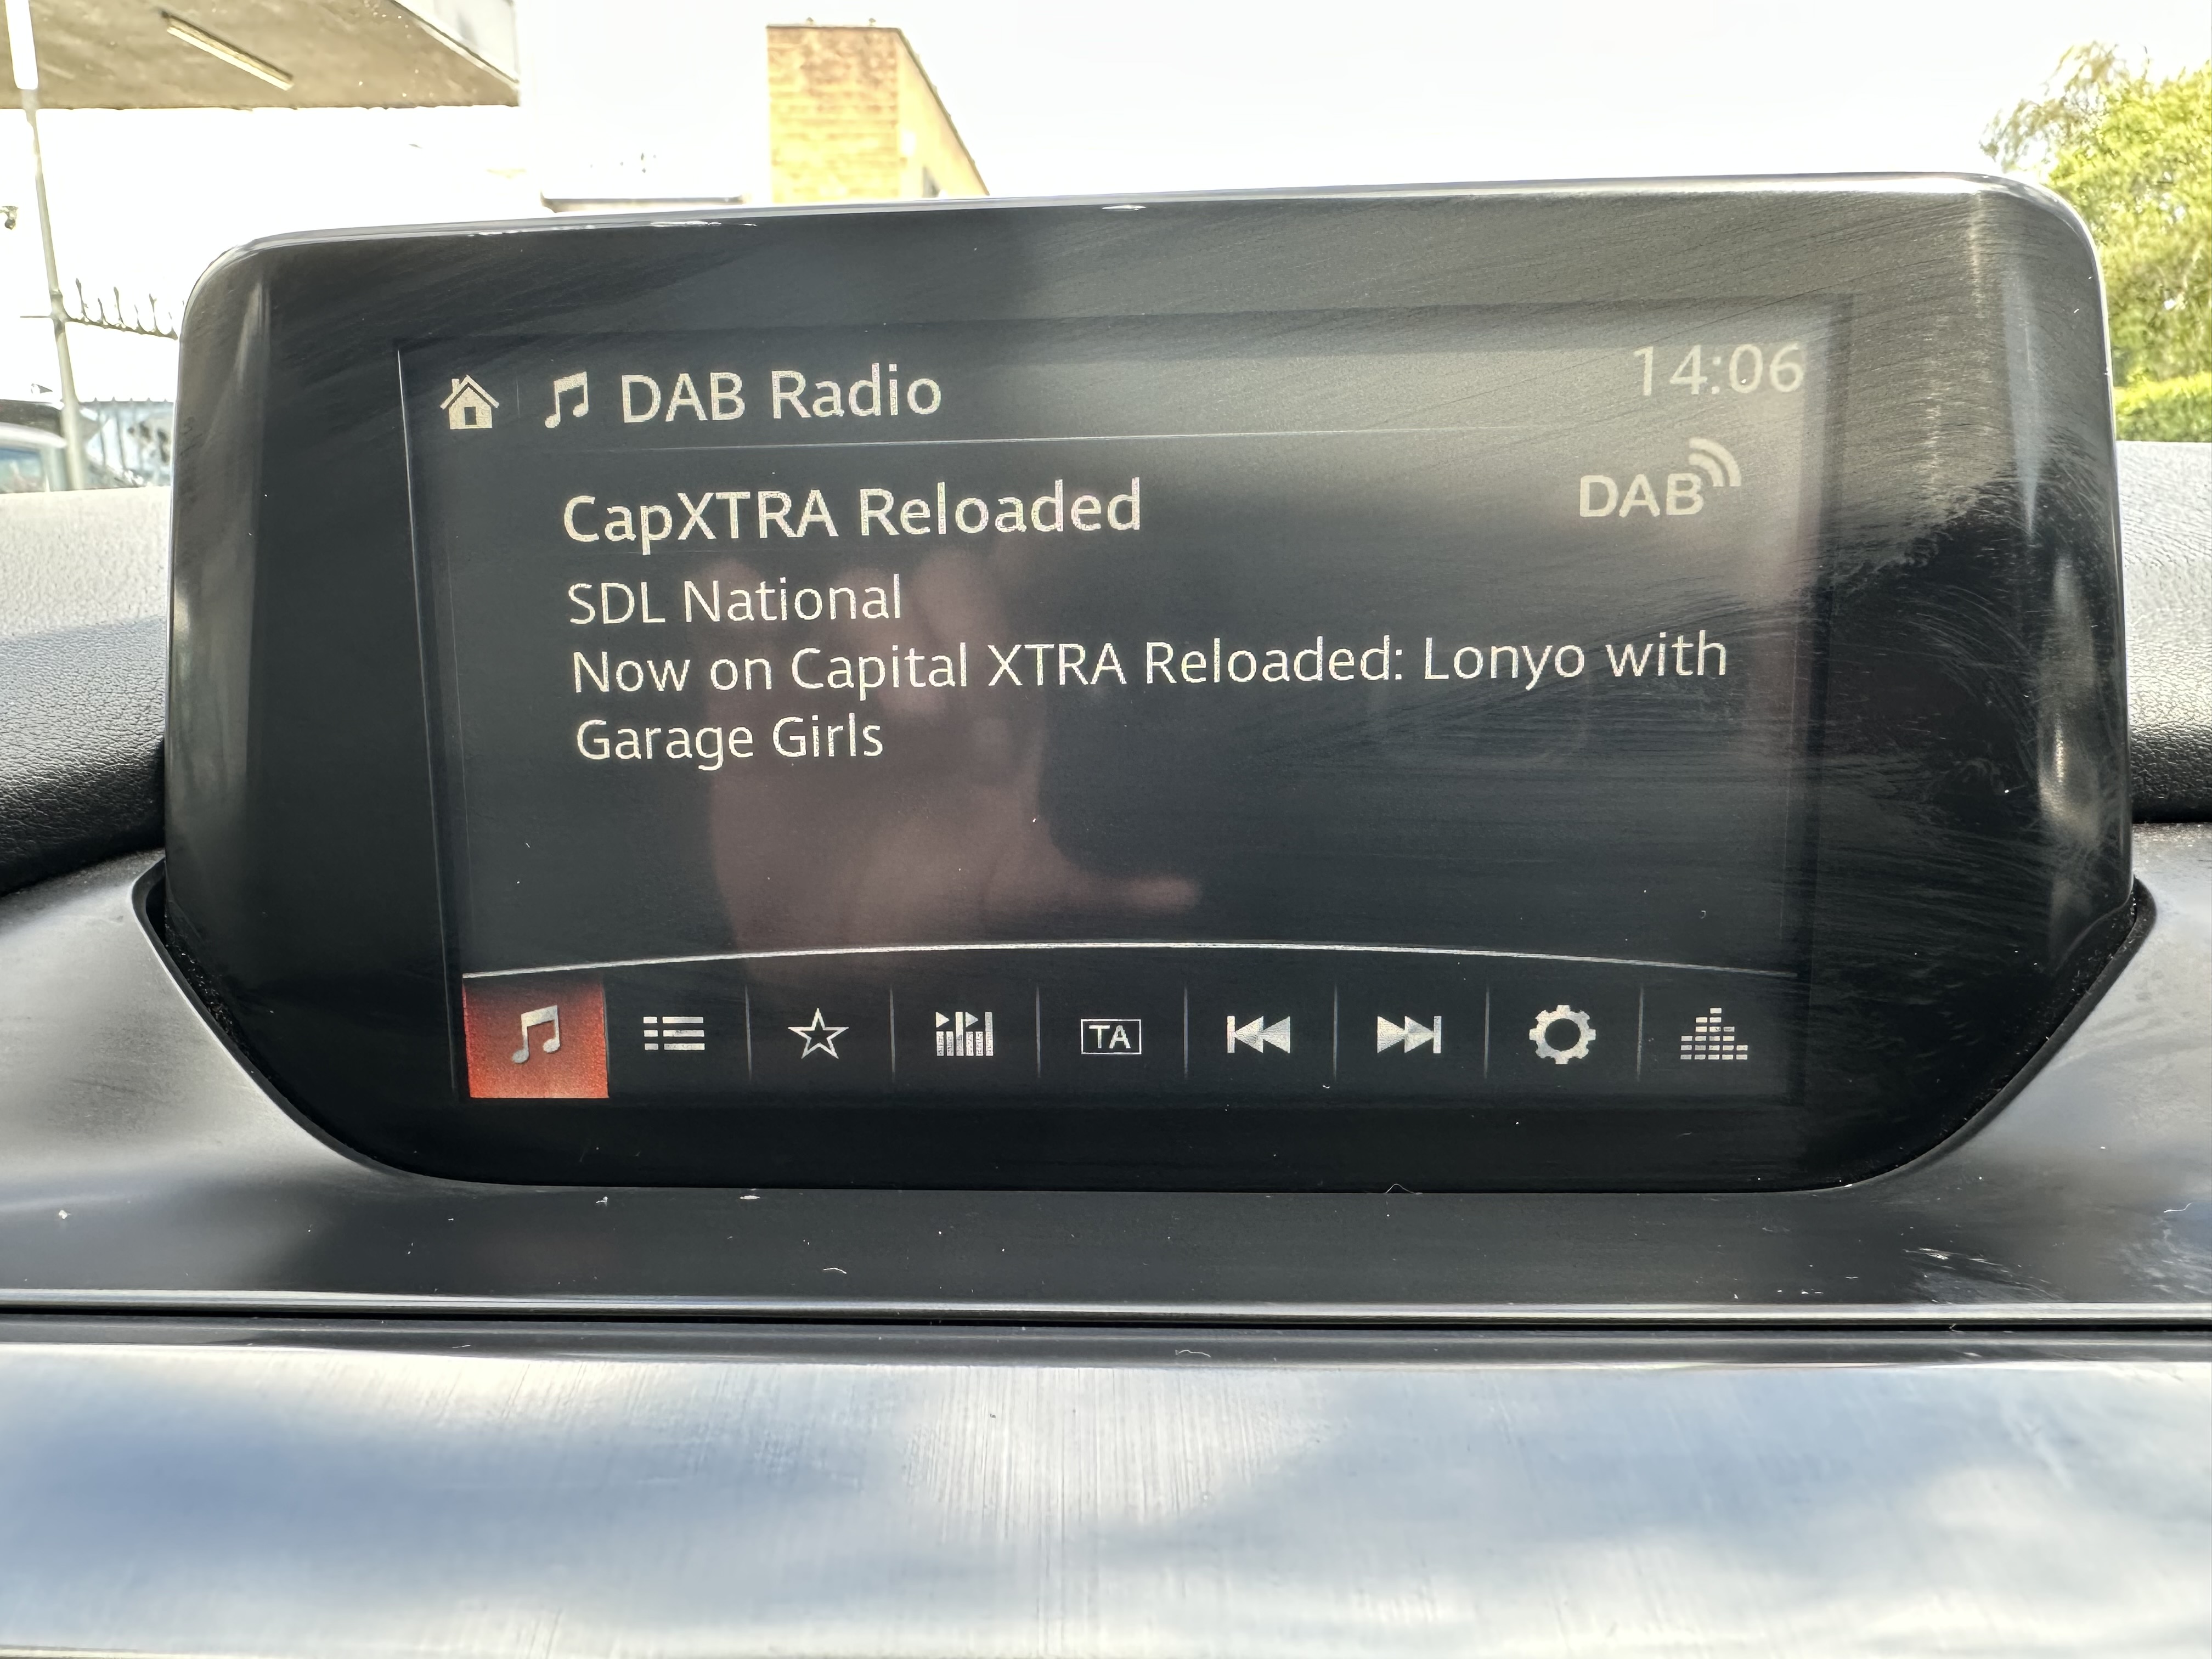 DAB Radio
14:06
CapXTRA Reloaded
DAB
SDL National
Now on Capital XTRA Reloaded: Lonyo with
Garage Girls
TA